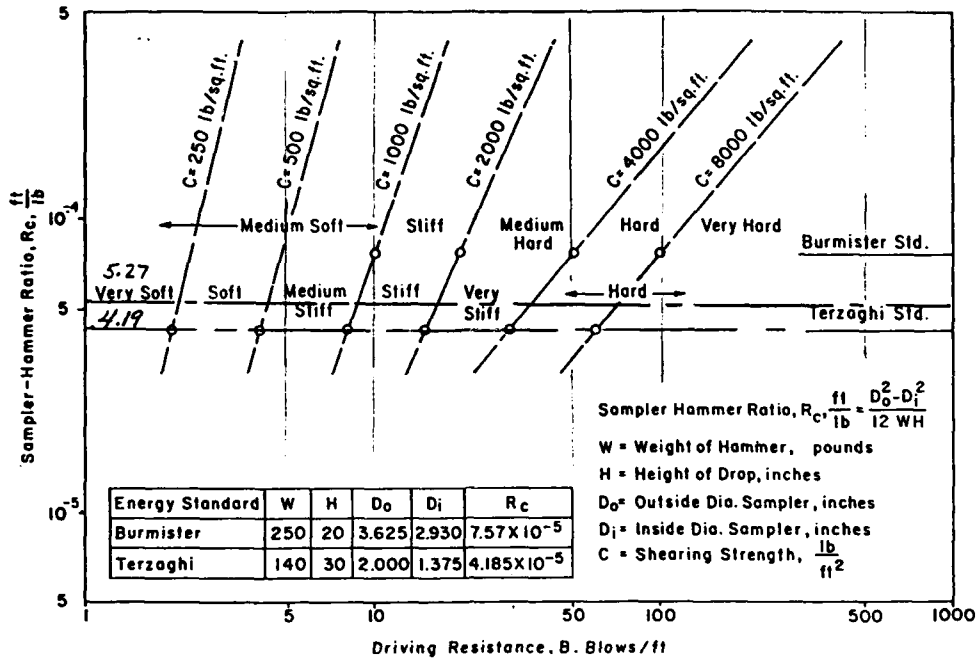 5
C= 250 lb/sq.ft.
C= 500 lb/sq.ft.
C= 1000 lb/sq.ft.
C= 2000 lb/sq.ft.
C= 4000 lb/sq.ft.
C= 8000 lb/sq.ft.
Sampler-Hammer Ratio, Rc, ft/lb
10-4
Medium Soft
Stiff
Medium Hard
Hard
Very Hard
Burmister Std.
5.27
Very Soft
Soft
Medium Stiff
Stiff
Very Stiff
Hard
5
4.19
Terzaghi Std.
Sampler Hammer Ratio, Rc, ft/lb = Do²-Di²/12 WH
W = Weight of Hammer, pounds
H = Height of Drop, inches
Do= Outside Dia. Sampler, inches
Di= Inside Dia. Sampler, inches
C = Shearing Strength, lb/ft²
10-5
Energy Standard W H Do Di Rc
Burmister 250 20 3.625 2.930 7.57X10-5
Terzaghi 140 30 2.000 1.375 4.185X10-5
5
1 5 10 50 100 500 1000
Driving Resistance, B. Blows/ft